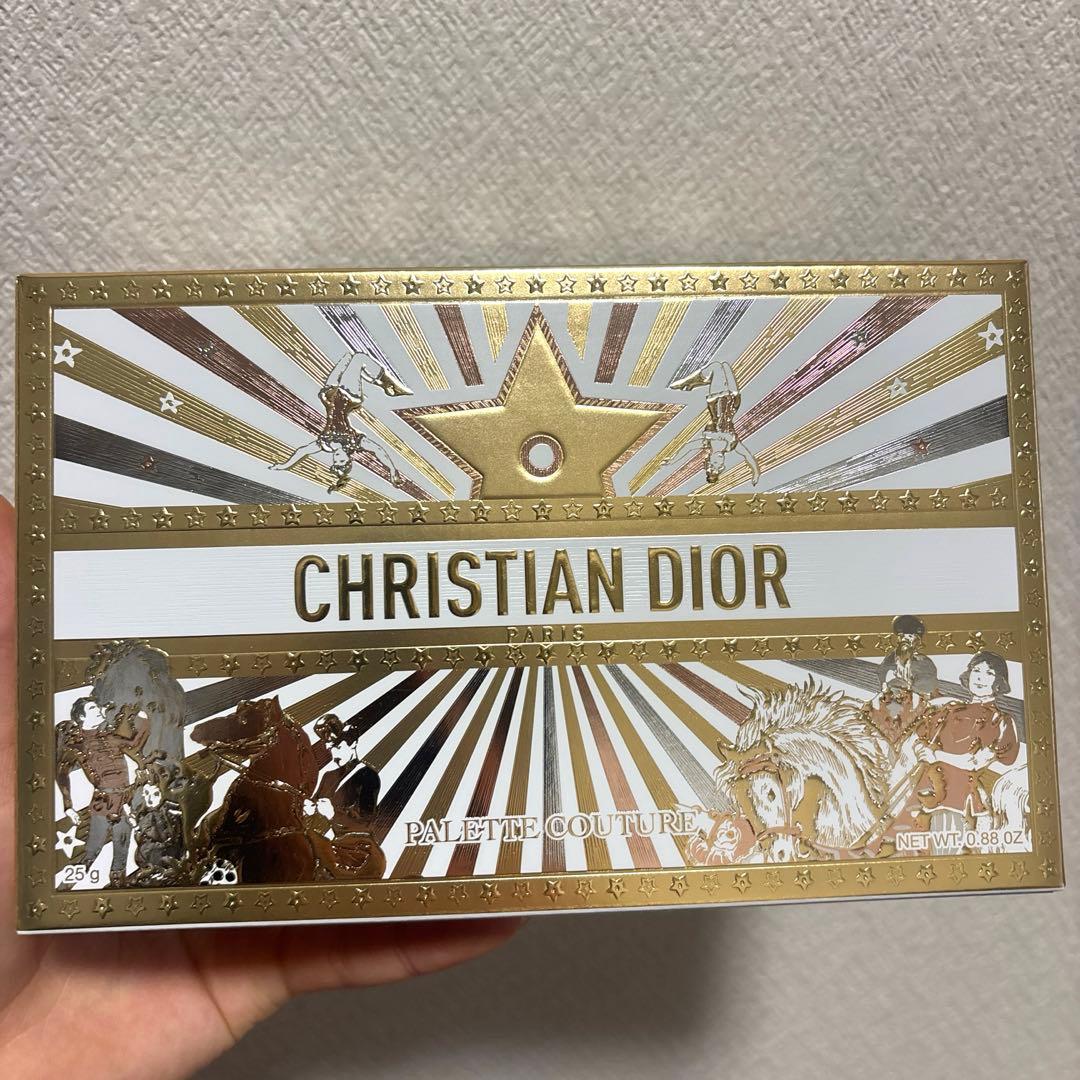 CHRISTIAN DIOR
PARIS
PALETTE COUTURE
25 g
NET WT. 0.88 OZ